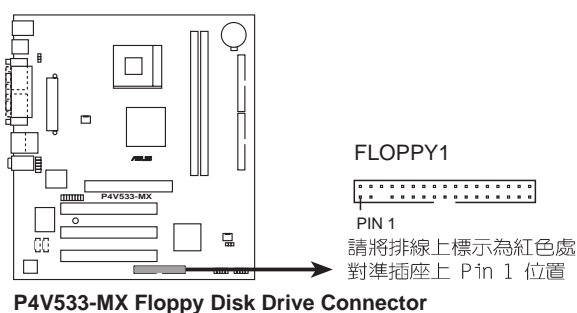 FLOPPY1
ASUS
P4V533-MX
PIN 1
請將排線上標示為紅色處
對準插座上 Pin 1 位置
P4V533-MX Floppy Disk Drive Connector